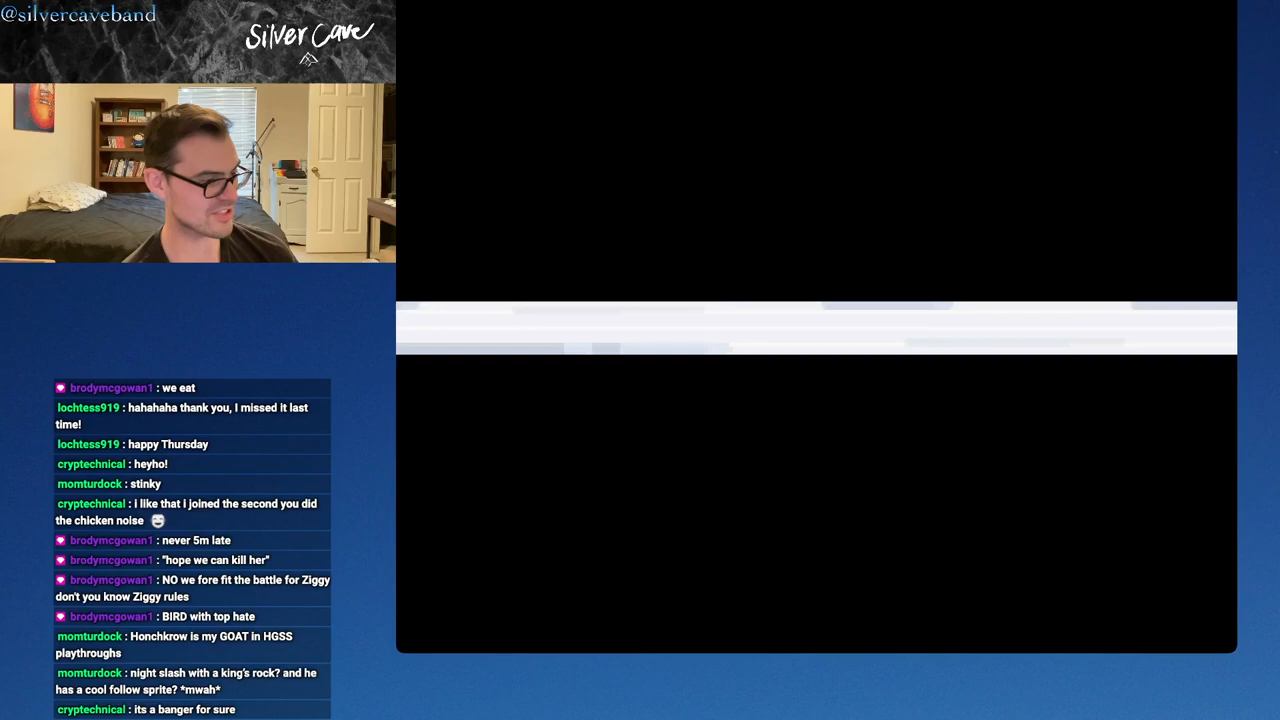 @silvercaveband
Silver Cave
brodymcgowan1 : we eat
lochtess919 : hahahaha thank you, I missed it last
time!
lochtess919 : happy Thursday
cryptechnical : heyho!
momturdock : stinky
cryptechnical : i like that i joined the second you did
the chicken noise
brodymcgowan1 : never 5m late
brodymcgowan1 : "hope we can kill her"
brodymcgowan1 : NO we fore fit the battle for Ziggy
don't you know Ziggy rules
brodymcgowan1 : BIRD with top hate
momturdock : Honchkrow is my GOAT in HGSS
playthroughs
momturdock : night slash with a king's rock? and he
has a cool follow sprite? *mwah*
cryptechnical : its a banger for sure